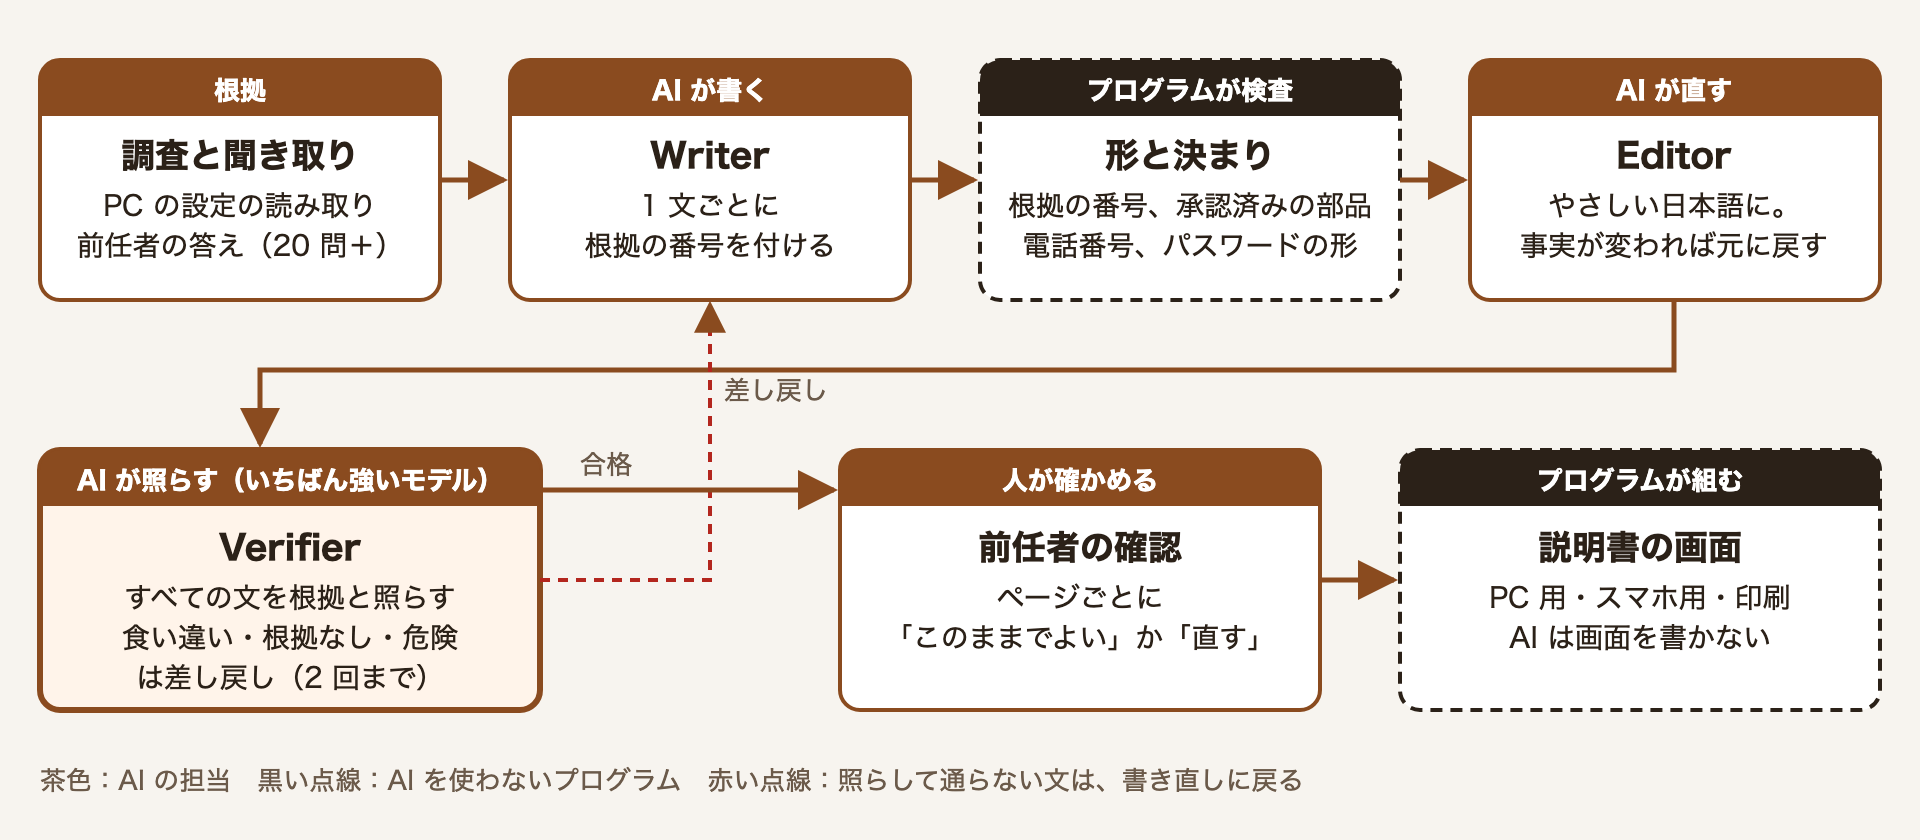 根拠
調査と聞き取り
PC の設定の読み取り
前任者の答え（20 問＋）
AI が書く
Writer
1 文ごとに
根拠の番号を付ける
プログラムが検査
形と決まり
根拠の番号、承認済みの部品
電話番号、パスワードの形
AI が直す
Editor
やさしい日本語に。
事実が変われば元に戻す
差し戻し
合格
AI が照らす（いちばん強いモデル）
Verifier
すべての文を根拠と照らす
食い違い・根拠なし・危険
は差し戻し（2 回まで）
人が確かめる
前任者の確認
ページごとに
「このままでよい」か「直す」
プログラムが組む
説明書の画面
PC 用・スマホ用・印刷
AI は画面を書かない
茶色：AI の担当　黒い点線：AI を使わないプログラム　赤い点線：照らして通らない文は、書き直しに戻る